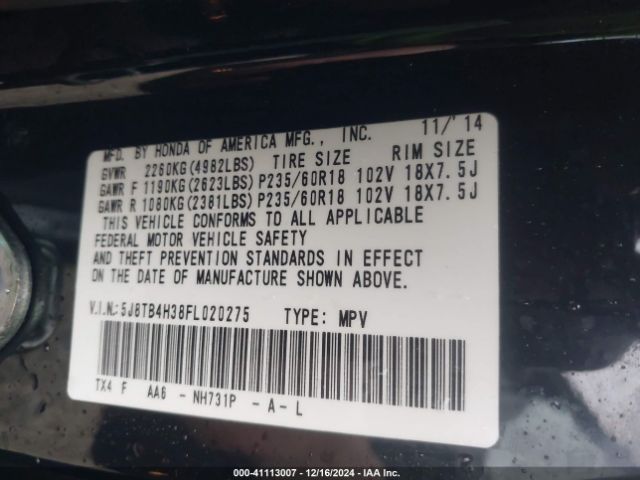 MFD. BY HONDA OF AMERICA MFG., INC. 11/'14
GVWR 2260KG(4982LBS) TIRE SIZE RIM SIZE
GAWR F 1190KG(2623LBS) P235/60R18 102V 18X7.5J
GAWR R 1080KG(2381LBS) P235/60R18 102V 18X7.5J
THIS VEHICLE CONFORMS TO ALL APPLICABLE
FEDERAL MOTOR VEHICLE SAFETY
AND THEFT PREVENTION STANDARDS IN EFFECT
ON THE DATE OF MANUFACTURE SHOWN ABOVE.
V.I.N.: 5J8TB4H38FL020275 TYPE: MPV
TX4 F AA6 - NH731P - A - L
000-41113007 - 12/16/2024 - IAA Inc.